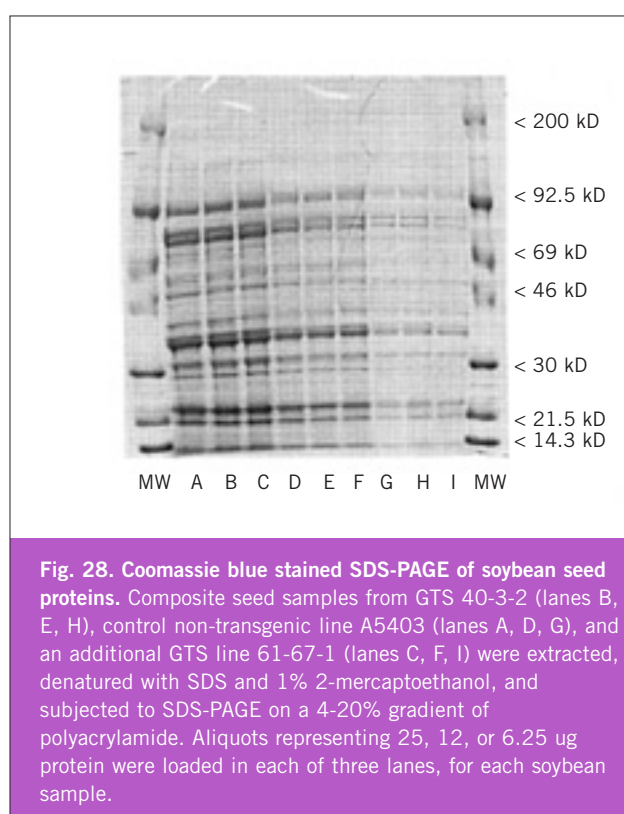 < 200 kD
< 92.5 kD
< 69 kD
< 46 kD
< 30 kD
< 21.5 kD
< 14.3 kD
MW A B C D E F G H I MW
Fig. 28. Coomassie blue stained SDS-PAGE of soybean seed
proteins. Composite seed samples from GTS 40-3-2 (lanes B,
E, H), control non-transgenic line A5403 (lanes A, D, G), and
an additional GTS line 61-67-1 (lanes C, F, I) were extracted,
denatured with SDS and 1% 2-mercaptoethanol, and
subjected to SDS-PAGE on a 4-20% gradient of
polyacrylamide. Aliquots representing 25, 12, or 6.25 ug
protein were loaded in each of three lanes, for each soybean
sample.